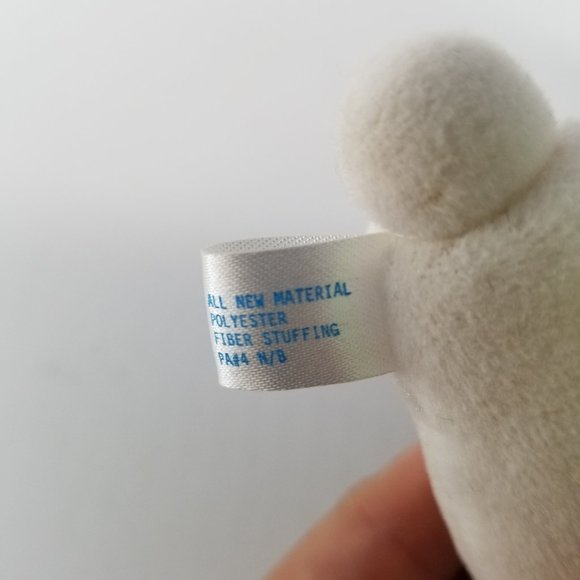 ALL NEW MATERIAL
POLYESTER
FIBER STUFFING
PA#4 N/B